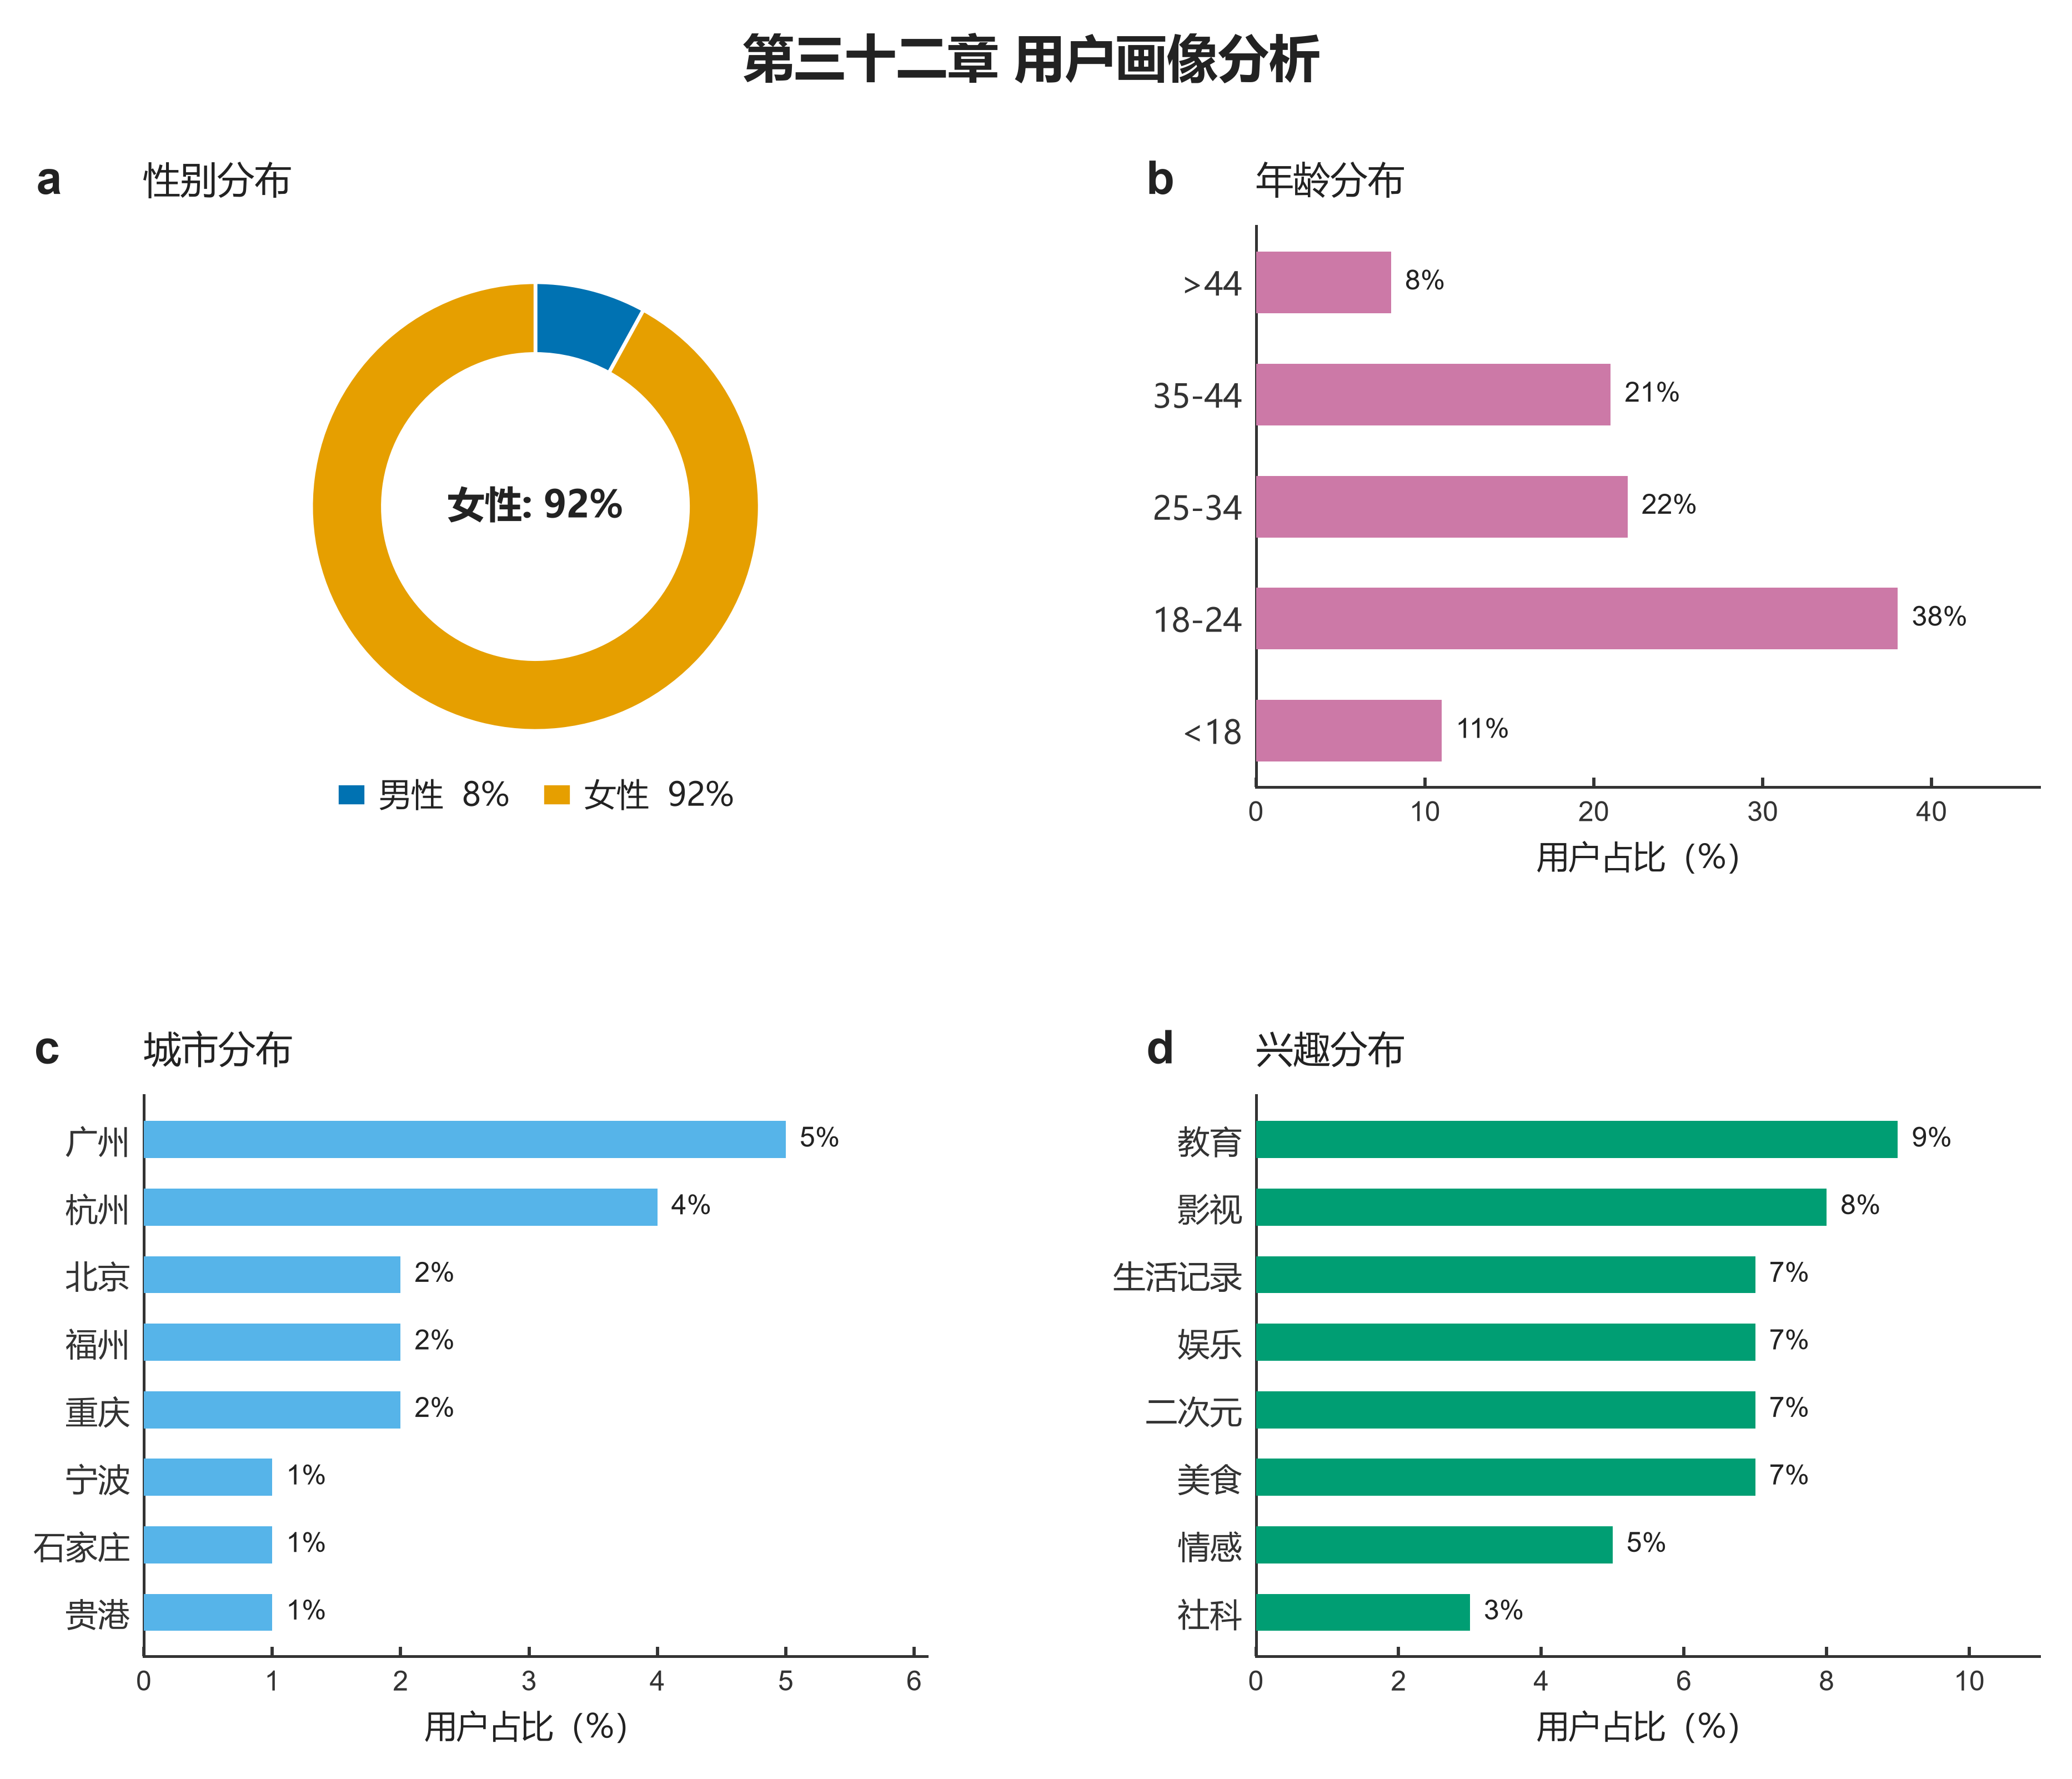 第三十二章 用户画像分析
a 性别分布
女性: 92%
男性 8% 女性 92%
b 年龄分布
>44 8%
35-44 21%
25-34 22%
18-24 38%
<18 11%
0 10 20 30 40
用户占比（%）
c 城市分布
广州 5%
杭州 4%
北京 2%
福州 2%
重庆 2%
宁波 1%
石家庄 1%
贵港 1%
0 1 2 3 4 5 6
用户占比（%）
d 兴趣分布
教育 9%
影视 8%
生活记录 7%
娱乐 7%
二次元 7%
美食 7%
情感 5%
社科 3%
0 2 4 6 8 10
用户占比（%）